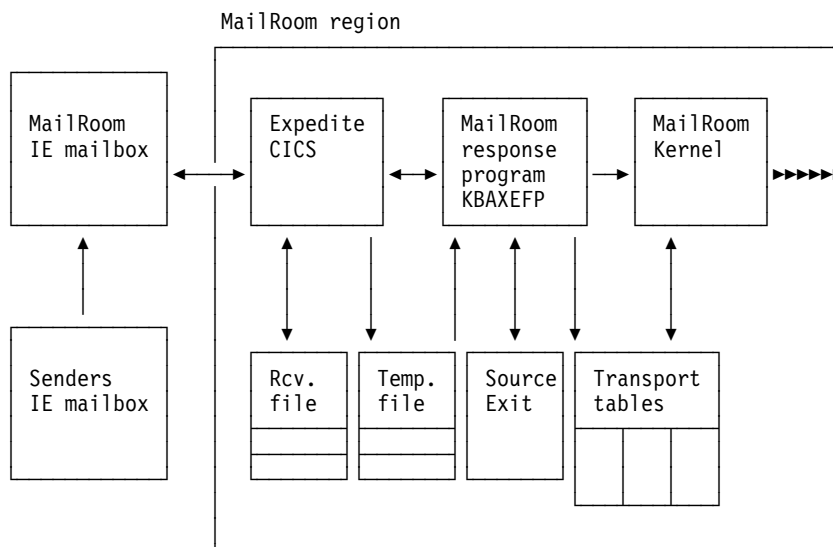 MailRoom region
MailRoom
IE mailbox
Expedite
CICS
MailRoom
response
program
KBAXEFP
MailRoom
Kernel
Senders
IE mailbox
Rcv.
file
Temp.
file
Source
Exit
Transport
tables